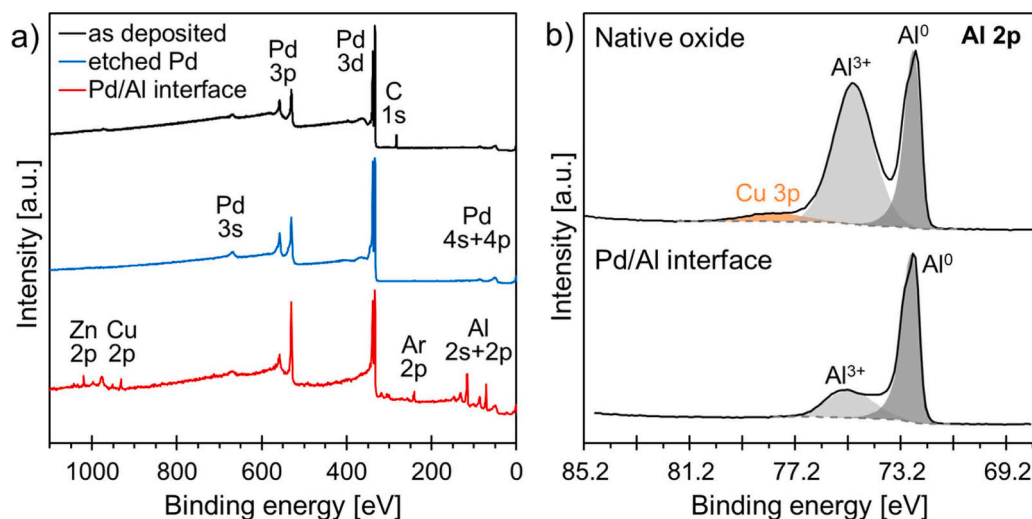 a)
as deposited
etched Pd
Pd/Al interface
Pd
3p
Pd
3d
C
1s
Pd
3s
Pd
4s+4p
Zn
2p
Cu
2p
Ar
2p
Al
2s+2p
Intensity [a.u.]
1000 800 600 400 200 0
Binding energy [eV]
b)
Native oxide
Al⁰
Al 2p
Al³⁺
Cu 3p
Pd/Al interface
Al⁰
Al³⁺
Intensity [a.u.]
85.2 81.2 77.2 73.2 69.2
Binding energy [eV]